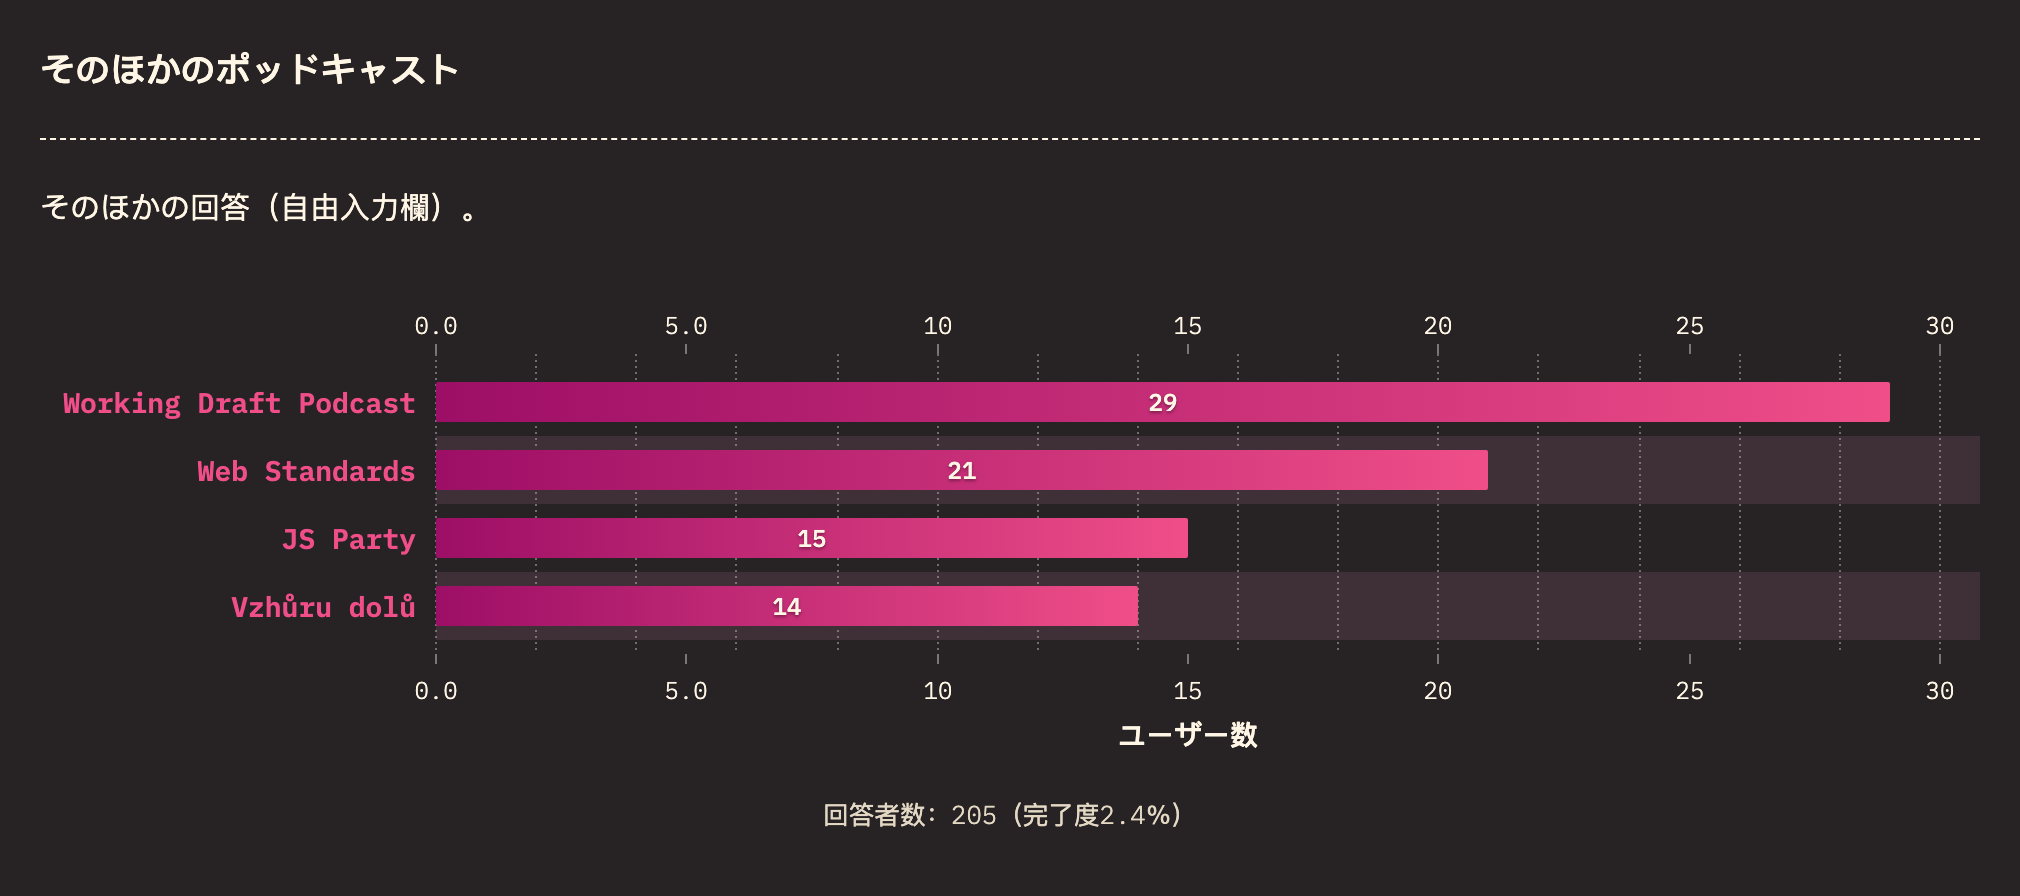 そのほかのポッドキャスト
そのほかの回答（自由入力欄）。
0.0 5.0 10 15 20 25 30
Working Draft Podcast 29
Web Standards 21
JS Party 15
Vzhůru dolů 14
0.0 5.0 10 15 20 25 30
ユーザー数
回答者数：205（完了度2.4%）